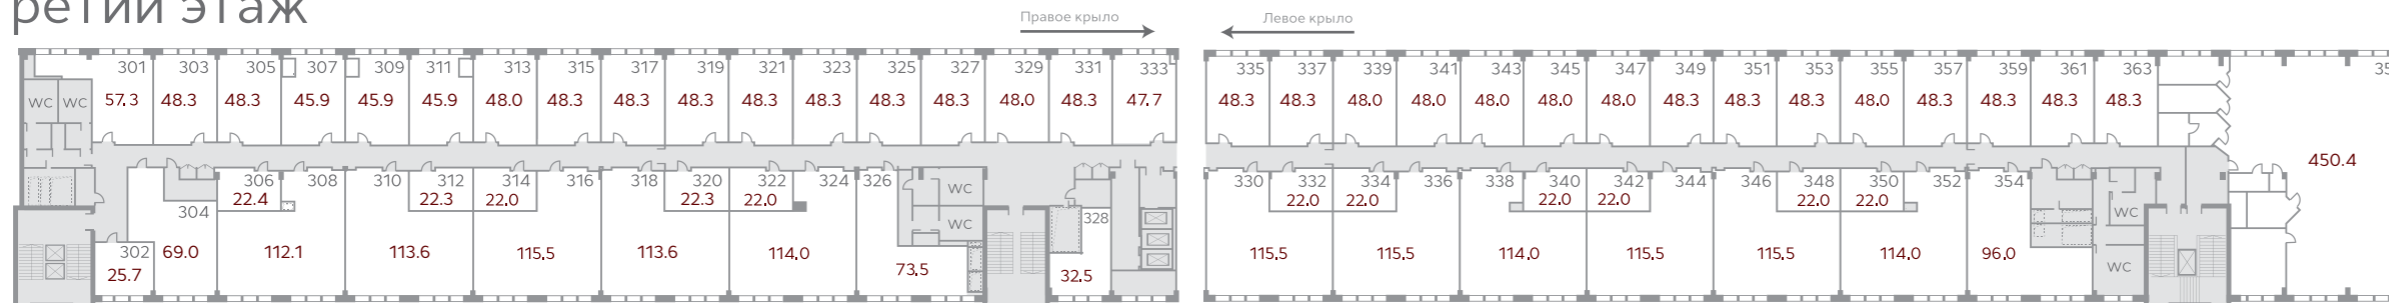 ретий этаж
Правое крыло Левое крыло
301 303 305 307 309 311 313 315 317 319 321 323 325 327 329 331 333 335 337 339 341 343 345 347 349 351 353 355 357 359 361 363
WC WC 57.3 48.3 48.3 45.9 45.9 45.9 48.0 48.3 48.3 48.3 48.3 48.3 48.3 48.3 48.0 48.3 47.7 48.3 48.3 48.0 48.0 48.0 48.0 48.0 48.3 48.3 48.3 48.0 48.3 48.3 48.3 48.3
450.4
306 308 310 312 314 316 318 320 322 324 326 WC 330 332 334 336 338 340 342 344 346 348 350 352 354
22.4 22.3 22.0 22.3 22.0 22.0 22.0 22.0 22.0 22.0 22.0
304 WC 328 WC
302 69.0 112.1 113.6 115.5 113.6 114.0 115.5 115.5 114.0 115.5 115.5 114.0 96.0
25.7 73.5 32.5 WC